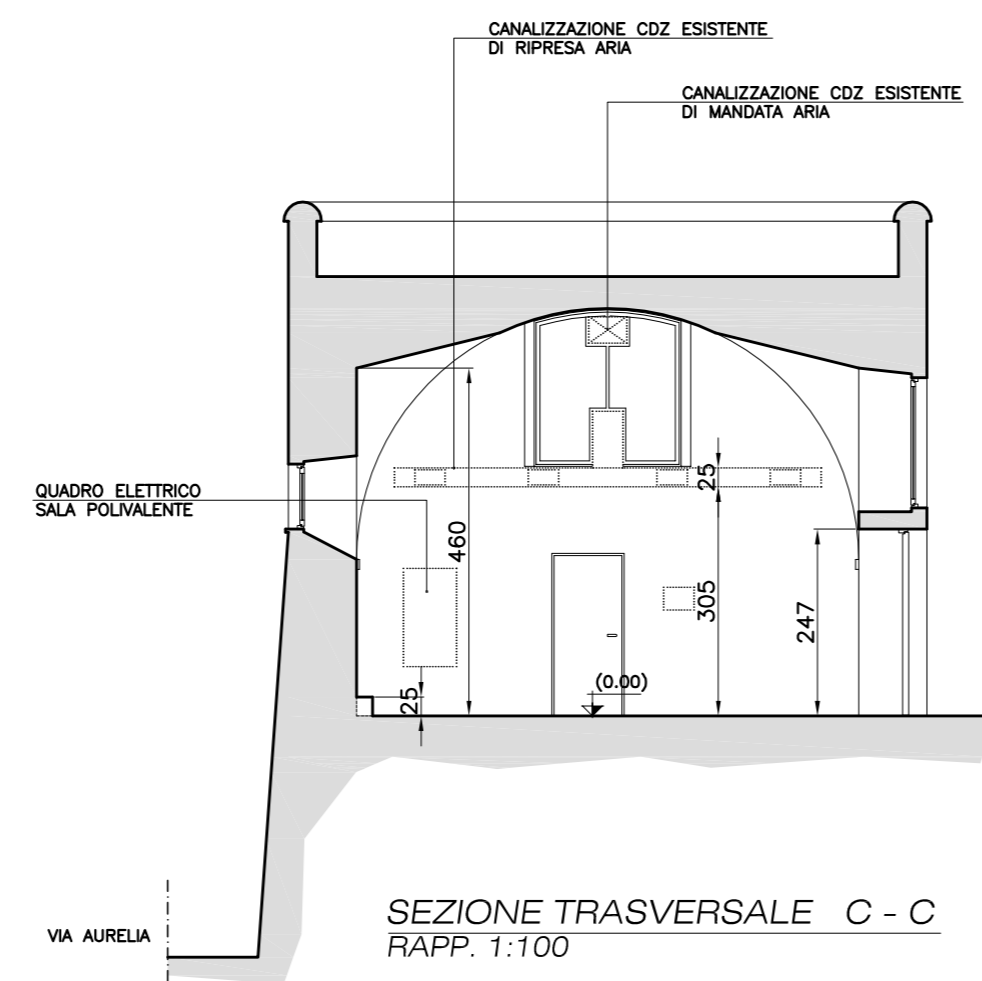 CANALIZZAZIONE CDZ ESISTENTE
DI RIPRESA ARIA
CANALIZZAZIONE CDZ ESISTENTE
DI MANDATA ARIA
QUADRO ELETTRICO
SALA POLIVALENTE
460
25
305
247
25
(0.00)
VIA AURELIA
SEZIONE TRASVERSALE C - C
RAPP. 1:100